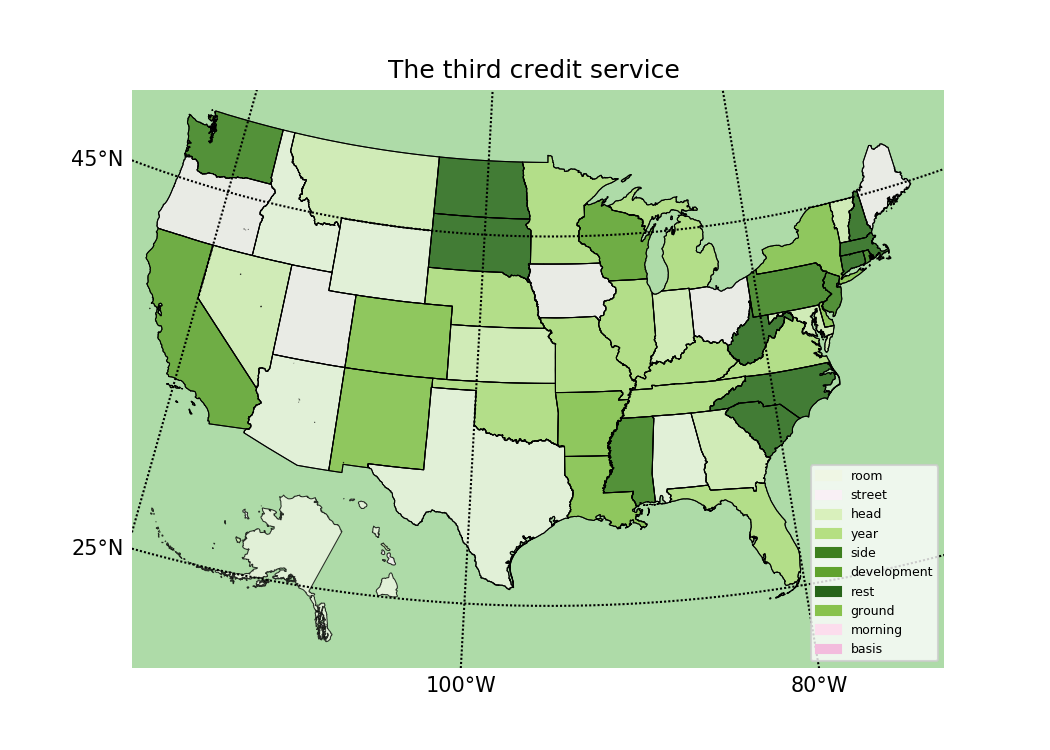 The third credit service
45°N
25°N
100°W
80°W
room
street
head
year
side
development
rest
ground
morning
basis